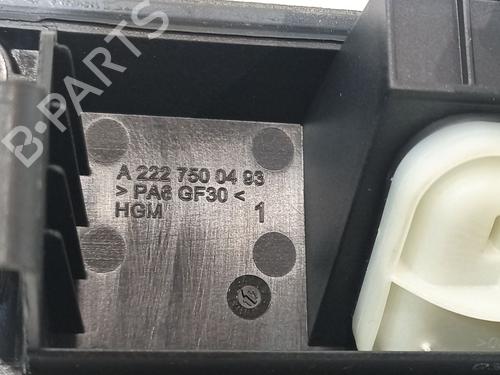 B-PARTS
A 222 750 04 93
> PA6 GF30 <
HGM 1